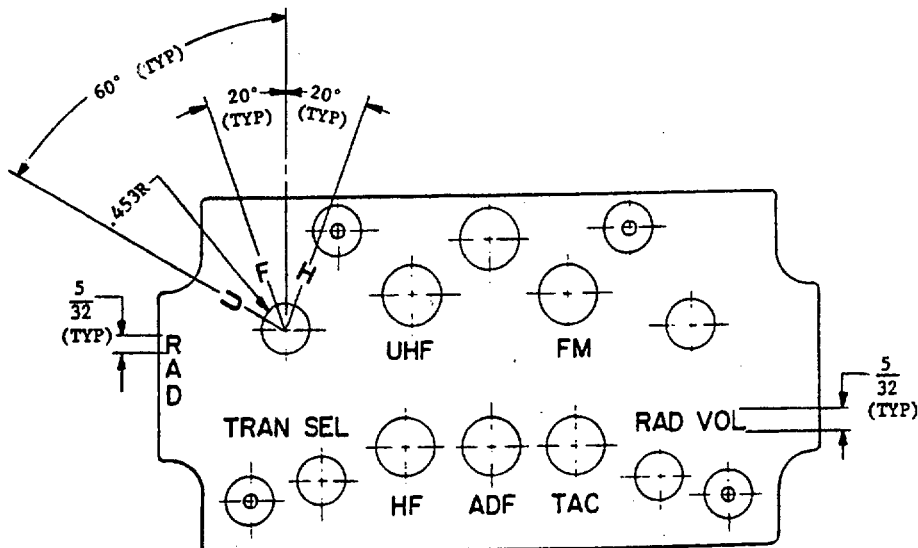 60° (TYP)
20° 20°
(TYP) (TYP)
.453R
U F H
5
32
(TYP)
RAD
UHF FM
5
32
(TYP)
TRAN SEL RAD VOL
HF ADF TAC